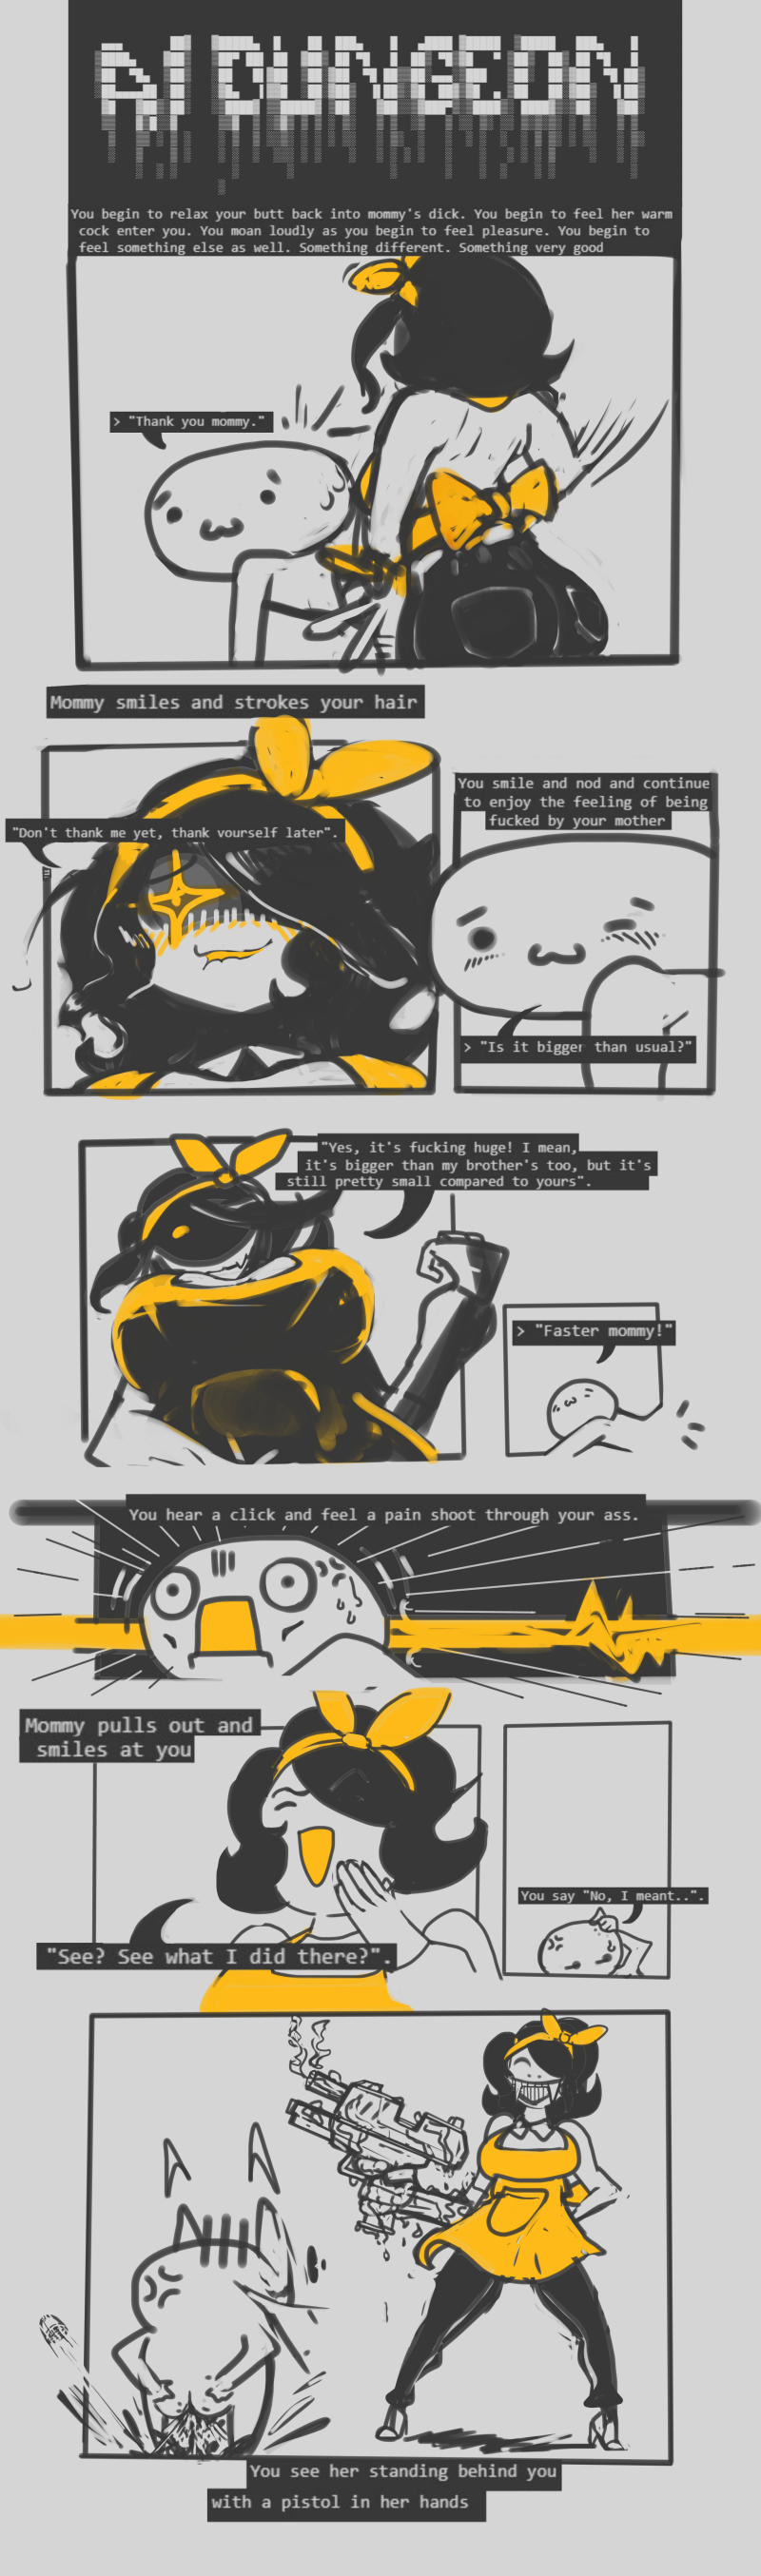 AI DUNGEON
You begin to relax your butt back into mommy's dick. You begin to feel her warm
cock enter you. You moan loudly as you begin to feel pleasure. You begin to
feel something else as well. Something different. Something very good
> "Thank you mommy."
Mommy smiles and strokes your hair
"Don't thank me yet, thank yourself later".
You smile and nod and continue
to enjoy the feeling of being
fucked by your mother
> "Is it bigger than usual?"
"Yes, it's fucking huge! I mean,
it's bigger than my brother's too, but it's
still pretty small compared to yours".
> "Faster mommy!"
You hear a click and feel a pain shoot through your ass.
Mommy pulls out and
smiles at you
"See? See what I did there?".
You say "No, I meant..".
You see her standing behind you
with a pistol in her hands